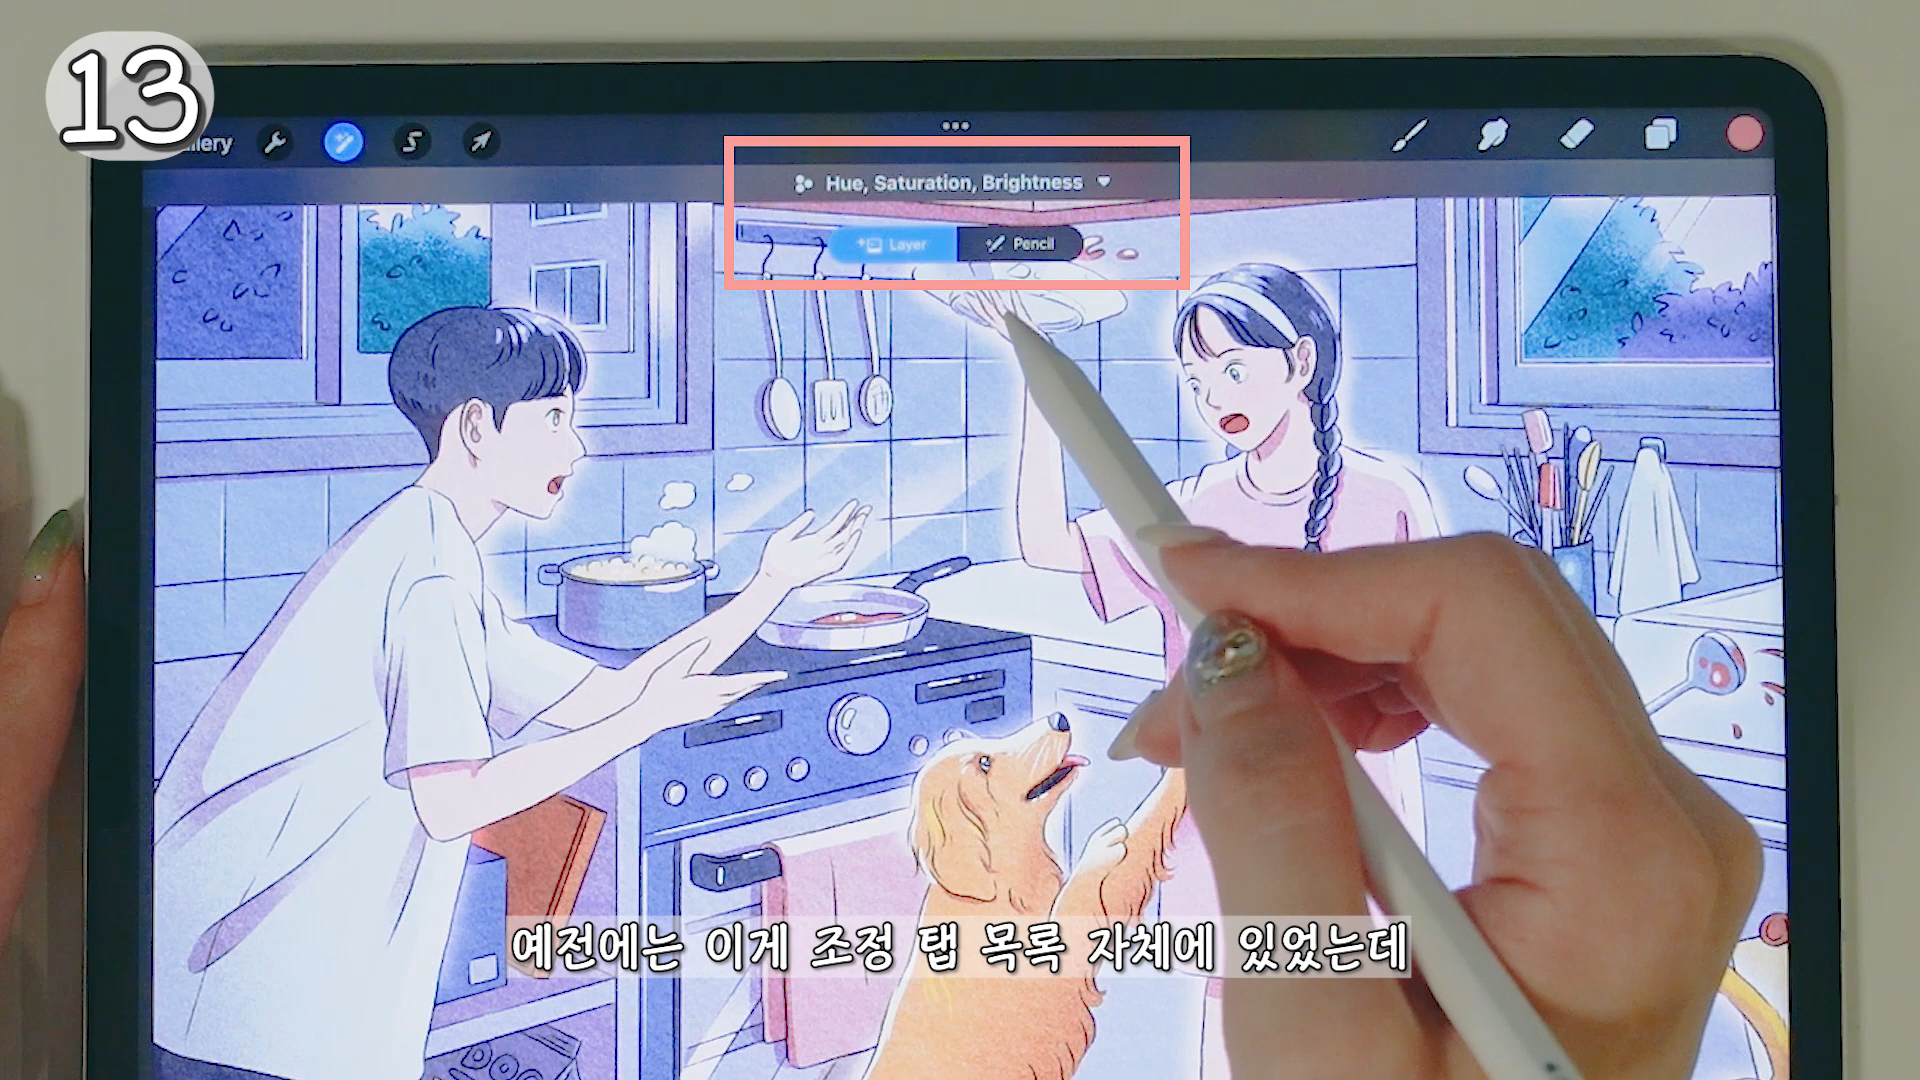 13
allery
Hue, Saturation, Brightness
Layer
Pencil
예전에는 이게 조정 탭 목록 자체에 있었는데